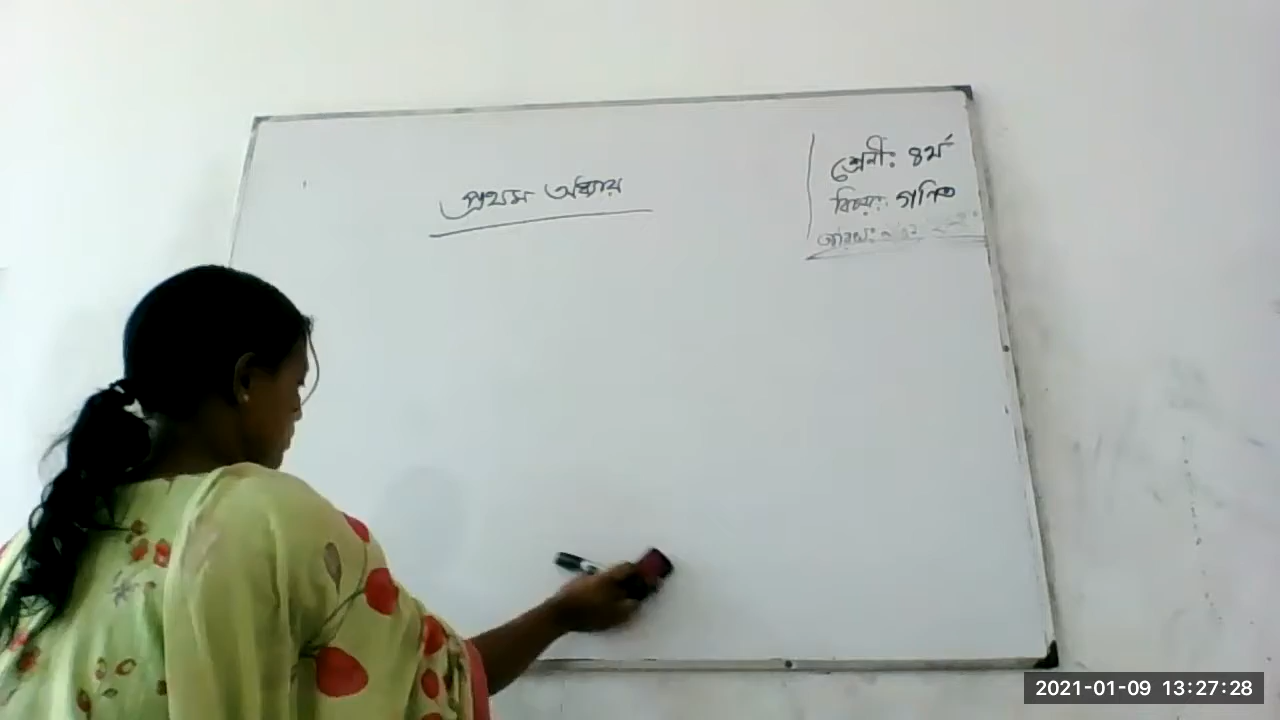 প্রথম অধ্যায়
শ্রেনী: ৪র্থ
বিষয়: গণিত
তারিখ:
2021-01-09 13:27:28